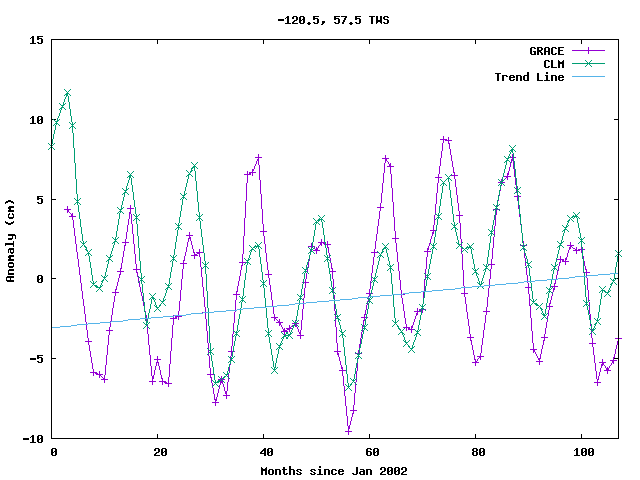 -120.5, 57.5 TWS
GRACE
CLM
Trend Line
15
10
5
0
-5
-10
Anomaly (cm)
0 20 40 60 80 100
Months since Jan 2002